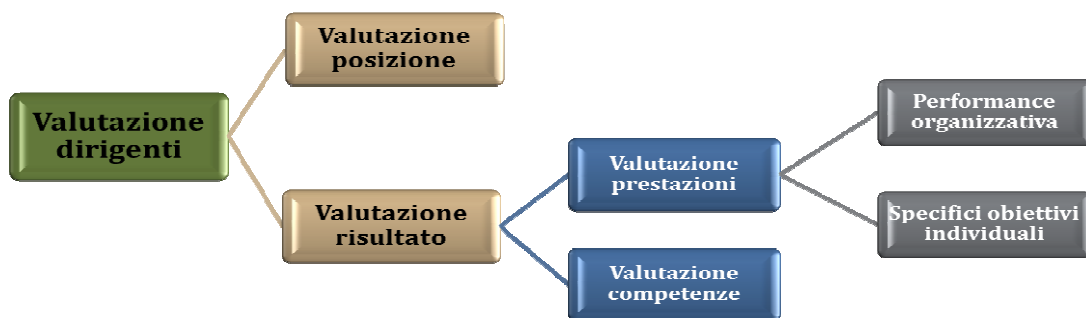 Valutazione
dirigenti
Valutazione
posizione
Valutazione
risultato
Valutazione
prestazioni
Valutazione
competenze
Performance
organizzativa
Specifici obiettivi
individuali